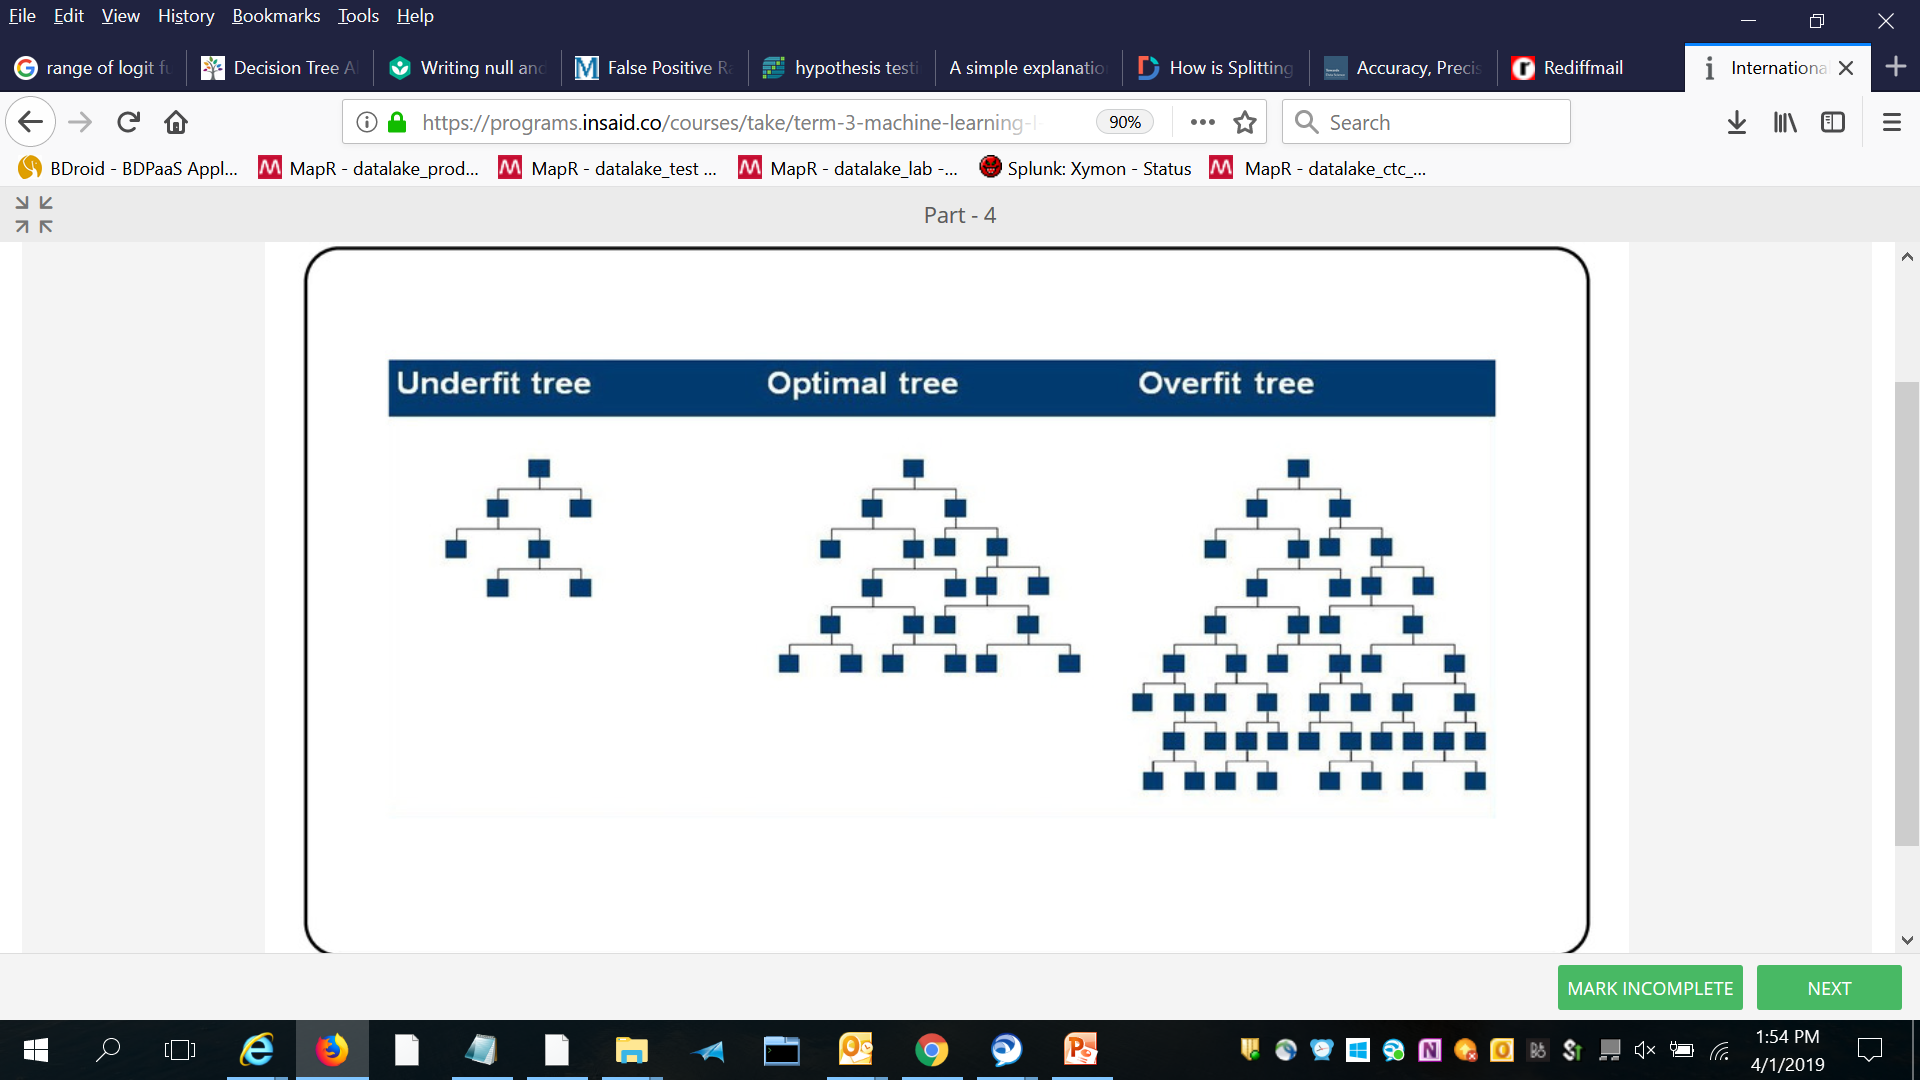 File Edit View History Bookmarks Tools Help
range of logit fu
Decision Tree Al
Writing null and
False Positive Ra
hypothesis testi
A simple explanatio
How is Splitting
Accuracy, Precis
Rediffmail
Internationa
https://programs.insaid.co/courses/take/term-3-machine-learning-l
90%
Search
BDroid - BDPaaS Appl...
MapR - datalake_prod...
MapR - datalake_test ...
MapR - datalake_lab -...
Splunk: Xymon - Status
MapR - datalake_ctc_...
Part - 4
Underfit tree Optimal tree Overfit tree
MARK INCOMPLETE
NEXT
1:54 PM
4/1/2019